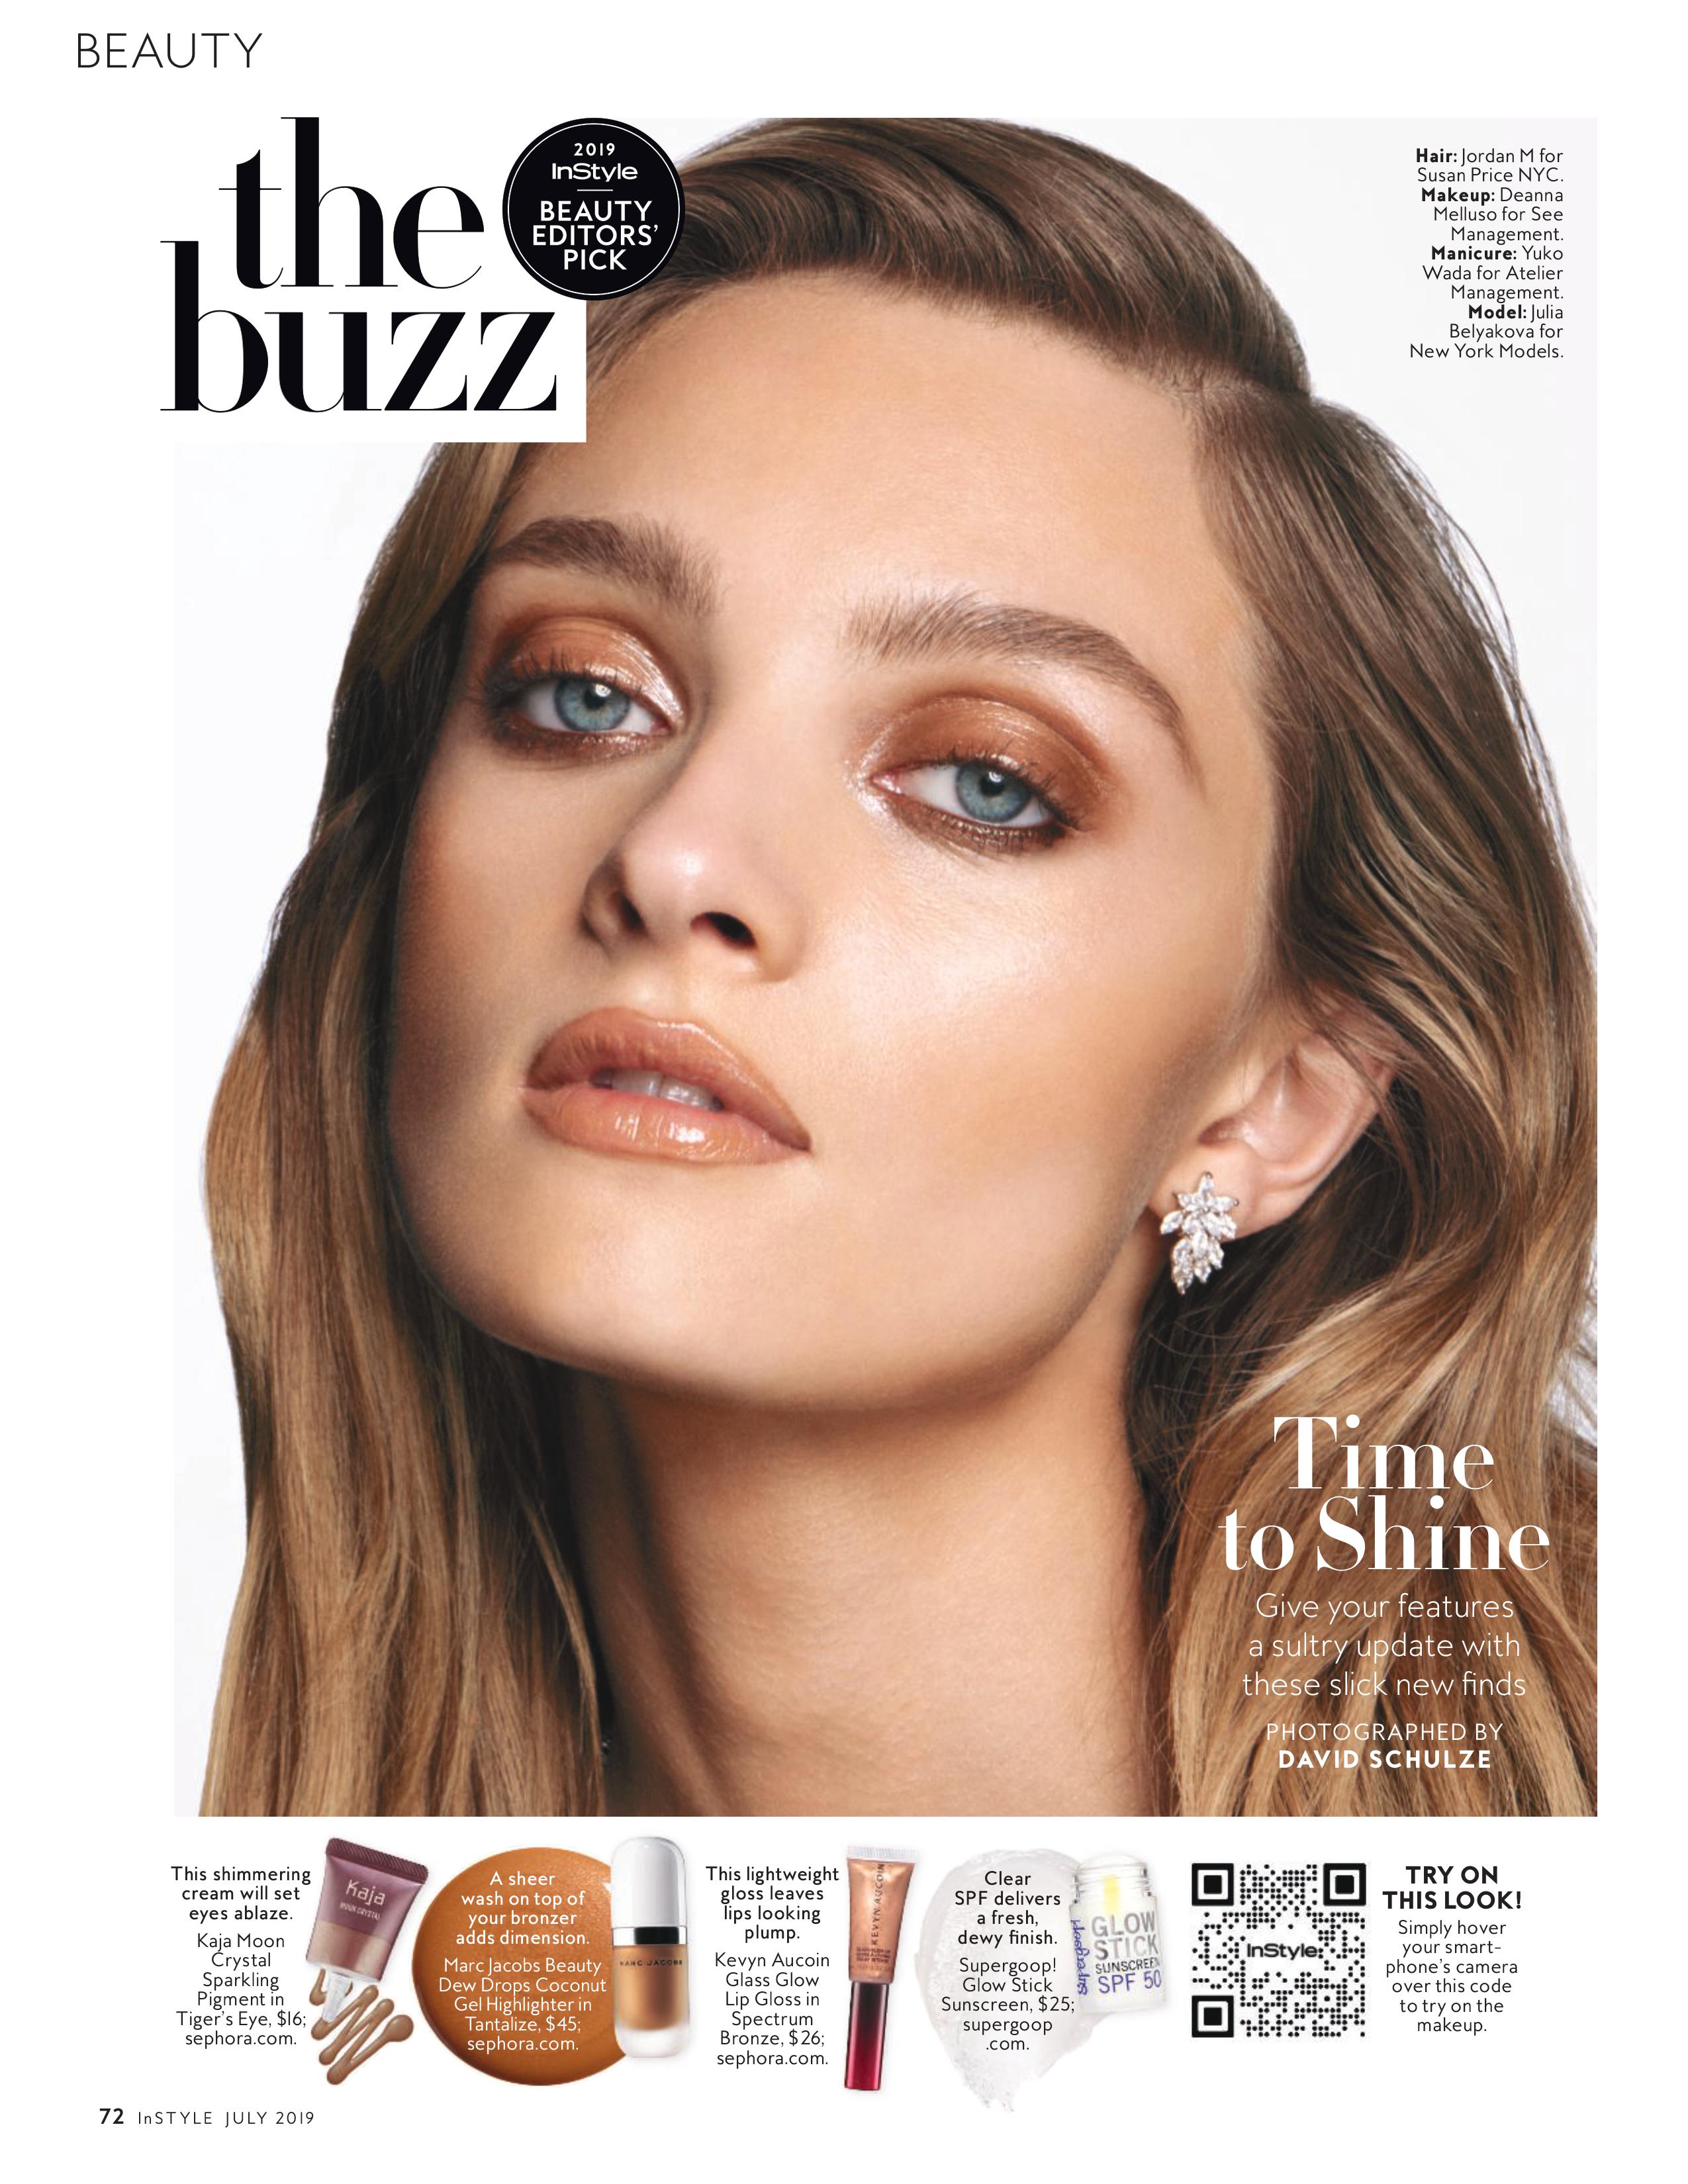 BEAUTY
the
buzz
2019
InStyle
BEAUTY
EDITORS’
PICK
Hair: Jordan M for
Susan Price NYC.
Makeup: Deanna
Melluso for See
Management.
Manicure: Yuko
Wada for Atelier
Management.
Model: Julia
Belyakova for
New York Models.
Time
to Shine
Give your features
a sultry update with
these slick new finds
PHOTOGRAPHED BY
DAVID SCHULZE
This shimmering
cream will set
eyes ablaze.
Kaja Moon
Crystal
Sparkling
Pigment in
Tiger’s Eye, $16;
sephora.com.
Kaja
MOON CRYSTAL
A sheer
wash on top of
your bronzer
adds dimension.
Marc Jacobs Beauty
Dew Drops Coconut
Gel Highlighter in
Tantalize, $45;
sephora.com.
MARC JACOBS
This lightweight
gloss leaves
lips looking
plump.
Kevyn Aucoin
Glass Glow
Lip Gloss in
Spectrum
Bronze, $26;
sephora.com.
KEVYN AUCOIN
Clear
SPF delivers
a fresh,
dewy finish.
Supergoop!
Glow Stick
Sunscreen, $25;
supergoop
.com.
Supergoop!
GLOW
STICK
SUNSCREEN
SPF 50
InStyle
TRY ON
THIS LOOK!
Simply hover
your smart-
phone’s camera
over this code
to try on the
makeup.
72 InSTYLE JULY 2019